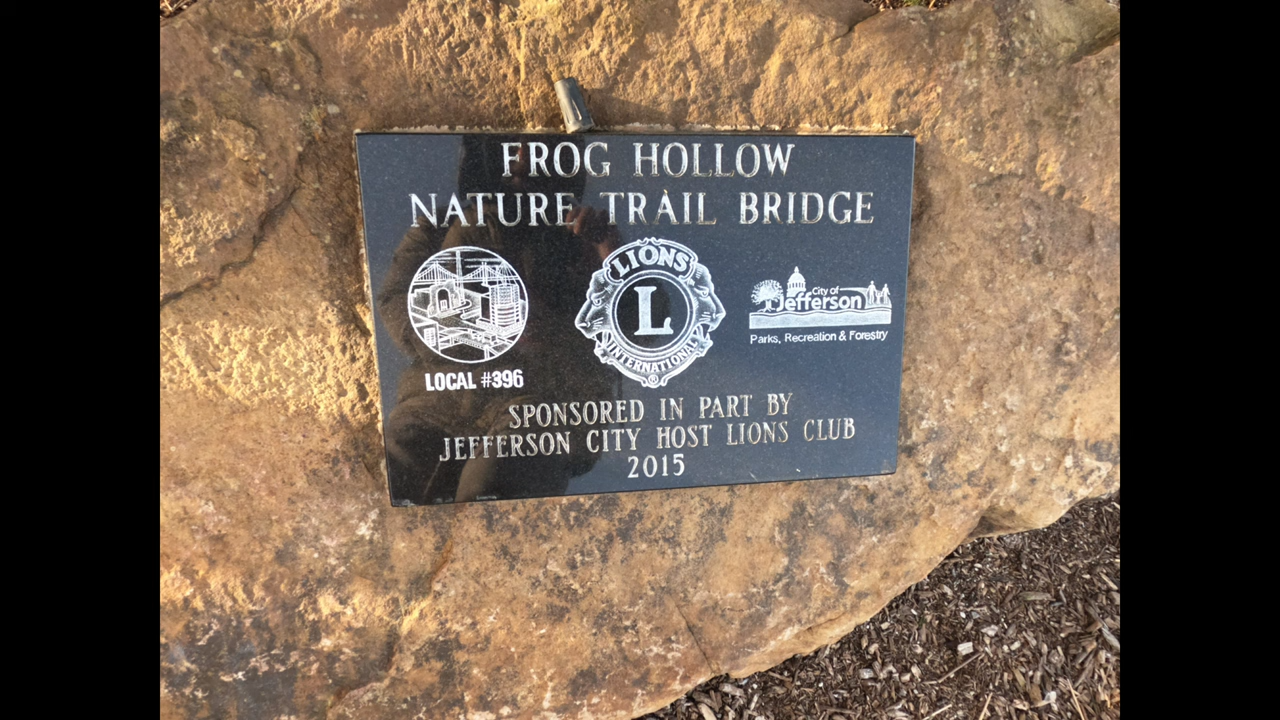 FROG HOLLOW
NATURE TRAIL BRIDGE
LOCAL #396
LIONS
L
INTERNATIONAL
®
City of
Jefferson
Parks, Recreation & Forestry
SPONSORED IN PART BY
JEFFERSON CITY HOST LIONS CLUB
2015